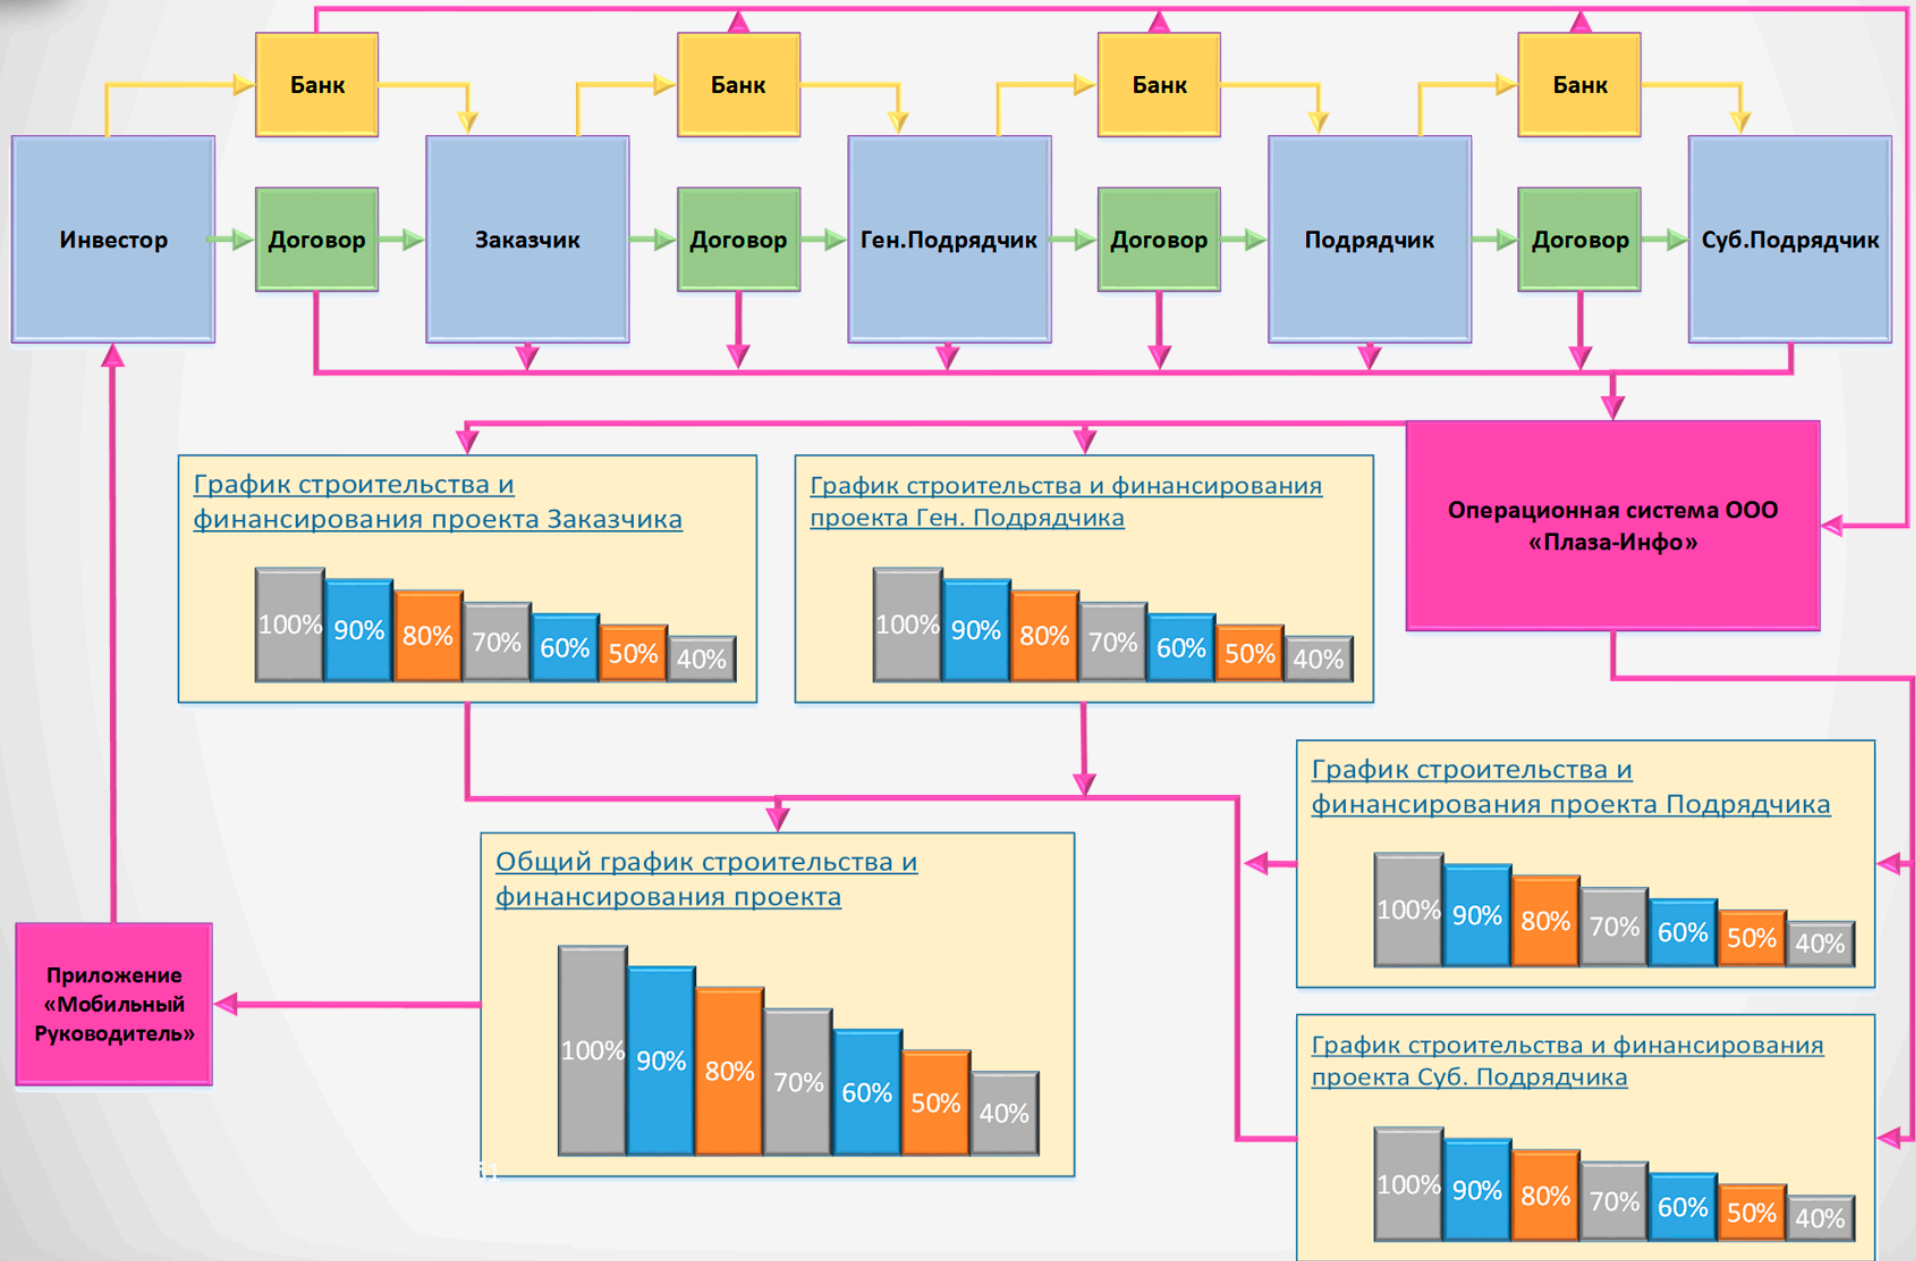 Банк
Банк
Банк
Банк
Инвестор
Договор
Заказчик
Договор
Ген.Подрядчик
Договор
Подрядчик
Договор
Суб.Подрядчик
График строительства и
финансирования проекта Заказчика
100% 90% 80% 70% 60% 50% 40%
График строительства и финансирования
проекта Ген. Подрядчика
100% 90% 80% 70% 60% 50% 40%
Операционная система ООО
«Плаза-Инфо»
График строительства и
финансирования проекта Подрядчика
100% 90% 80% 70% 60% 50% 40%
Общий график строительства и
финансирования проекта
100% 90% 80% 70% 60% 50% 40%
Приложение
«Мобильный
Руководитель»
График строительства и финансирования
проекта Суб. Подрядчика
100% 90% 80% 70% 60% 50% 40%